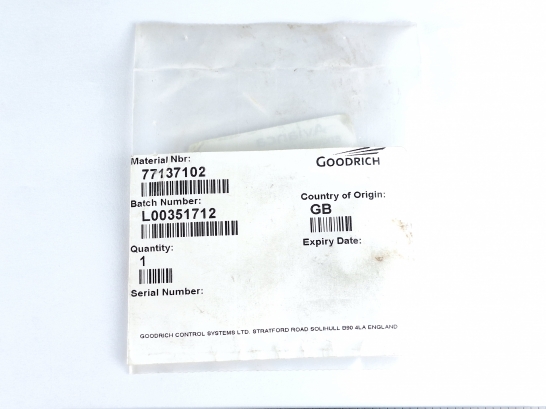 Material Nbr:
GOODRICH
77137102
Batch Number:
Country of Origin:
L00351712
GB
Quantity:
Expiry Date:
1
Serial Number:
GOODRICH CONTROL SYSTEMS LTD. STRATFORD ROAD SOLIHULL B90 4LA ENGLAND